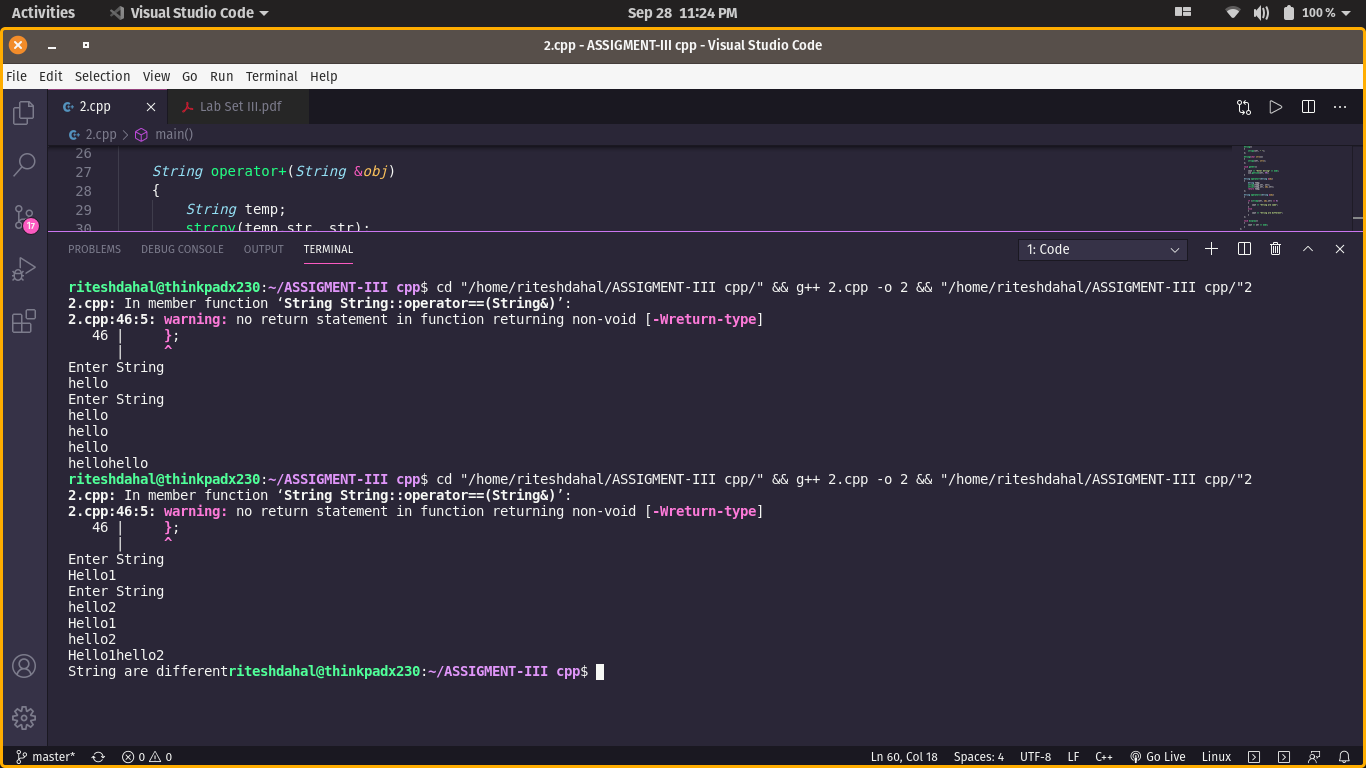 Activities Visual Studio Code Sep 28 11:24 PM 100 %
2.cpp - ASSIGMENT-III cpp - Visual Studio Code
File Edit Selection View Go Run Terminal Help
2.cpp Lab Set III.pdf
2.cpp > main()
26
27 String operator+(String &obj)
28 {
29 String temp;
30 strcpy(temp.str, str);
17
PROBLEMS DEBUG CONSOLE OUTPUT TERMINAL 1: Code
riteshdahal@thinkpadx230:~/ASSIGMENT-III cpp$ cd "/home/riteshdahal/ASSIGMENT-III cpp/" && g++ 2.cpp -o 2 && "/home/riteshdahal/ASSIGMENT-III cpp/"2
2.cpp: In member function ‘String String::operator==(String&)’:
2.cpp:46:5: warning: no return statement in function returning non-void [-Wreturn-type]
46 | };
| ^
Enter String
hello
Enter String
hello
hello
hello
hellohello
riteshdahal@thinkpadx230:~/ASSIGMENT-III cpp$ cd "/home/riteshdahal/ASSIGMENT-III cpp/" && g++ 2.cpp -o 2 && "/home/riteshdahal/ASSIGMENT-III cpp/"2
2.cpp: In member function ‘String String::operator==(String&)’:
2.cpp:46:5: warning: no return statement in function returning non-void [-Wreturn-type]
46 | };
| ^
Enter String
Hello1
Enter String
hello2
Hello1
hello2
Hello1hello2
String are differentriteshdahal@thinkpadx230:~/ASSIGMENT-III cpp$
master* 0 0 Ln 60, Col 18 Spaces: 4 UTF-8 LF C++ Go Live Linux